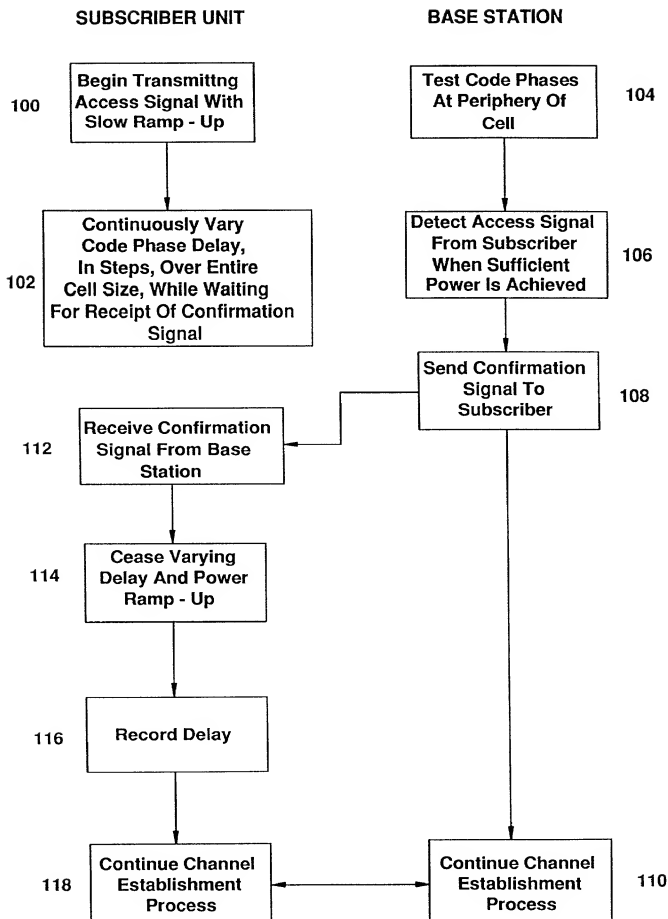 SUBSCRIBER UNIT
BASE STATION
100
Begin Transmittng
Access Signal With
Slow Ramp - Up
Test Code Phases
At Periphery Of
Cell
104
102
Continuously Vary
Code Phase Delay,
In Steps, Over Entire
Cell Size, While Waiting
For Receipt Of Confirmation
Signal
Detect Access Signal
From Subscriber
When Sufficient
Power Is Achieved
106
Send Confirmation
Signal To
Subscriber
108
112
Receive Confirmation
Signal From Base
Station
114
Cease Varying
Delay And Power
Ramp - Up
116
Record Delay
118
Continue Channel
Establishment
Process
Continue Channel
Establishment
Process
110